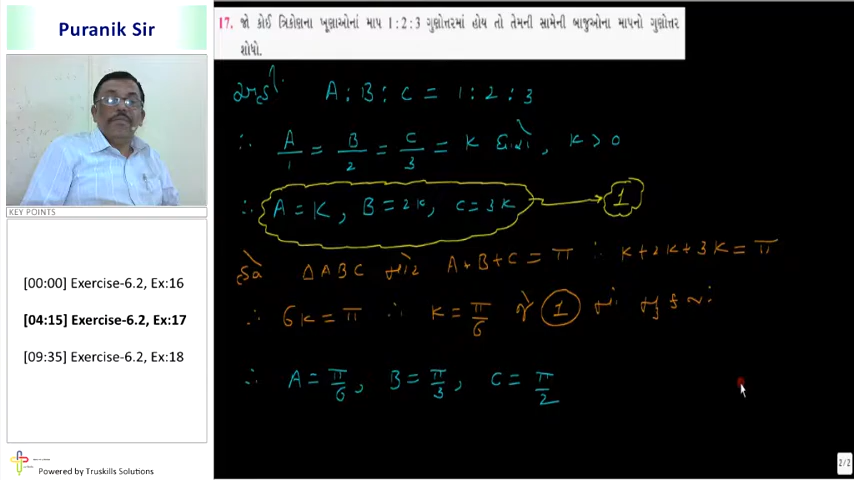 Puranik Sir
17. જો કોઈ ત્રિકોણના ખૂણાઓનાં માપ 1 : 2 : 3 ગુણોત્તરમાં હોય તો તેમની સામેની બાજુઓના માપનો ગુણોત્તર
શોધો.
A : B : C = 1 : 2 : 3
∴ A/1 = B/2 = C/3 = K ધારો, K > 0
∴ A = K, B = 2K, C = 3K → 1
હવે ΔABC માટે A + B + C = π ∴ K + 2K + 3K = π
∴ 6K = π ∴ K = π/6 જે 1 માં મૂકતાં
∴ A = π/6, B = π/3, C = π/2
KEY POINTS
[00:00] Exercise-6.2, Ex:16
[04:15] Exercise-6.2, Ex:17
[09:35] Exercise-6.2, Ex:18
Powered by Truskills Solutions
2/2